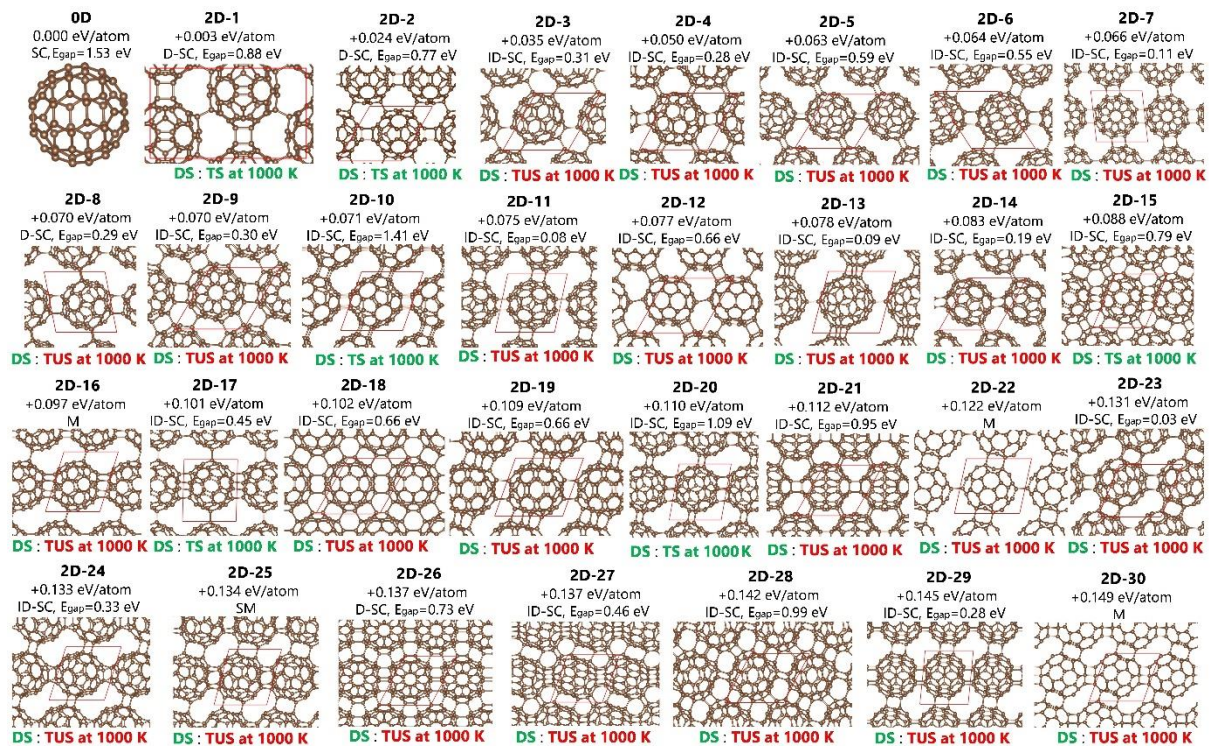 0D
0.000 eV/atom
SC, Egap=1.53 eV
2D-1
+0.003 eV/atom
D-SC, Egap=0.88 eV
DS : TS at 1000 K
2D-2
+0.024 eV/atom
D-SC, Egap=0.77 eV
DS : TS at 1000 K
2D-3
+0.035 eV/atom
ID-SC, Egap=0.31 eV
DS : TUS at 1000 K
2D-4
+0.050 eV/atom
ID-SC, Egap=0.28 eV
DS : TUS at 1000 K
2D-5
+0.063 eV/atom
ID-SC, Egap=0.59 eV
DS : TUS at 1000 K
2D-6
+0.064 eV/atom
ID-SC, Egap=0.55 eV
DS : TUS at 1000 K
2D-7
+0.066 eV/atom
ID-SC, Egap=0.11 eV
DS : TUS at 1000 K
2D-8
+0.070 eV/atom
D-SC, Egap=0.29 eV
DS : TUS at 1000 K
2D-9
+0.070 eV/atom
ID-SC, Egap=0.30 eV
DS : TUS at 1000 K
2D-10
+0.071 eV/atom
ID-SC, Egap=1.41 eV
DS : TS at 1000 K
2D-11
+0.075 eV/atom
ID-SC, Egap=0.08 eV
DS : TUS at 1000 K
2D-12
+0.077 eV/atom
ID-SC, Egap=0.66 eV
DS : TUS at 1000 K
2D-13
+0.078 eV/atom
ID-SC, Egap=0.09 eV
DS : TUS at 1000 K
2D-14
+0.083 eV/atom
ID-SC, Egap=0.19 eV
DS : TUS at 1000 K
2D-15
+0.088 eV/atom
ID-SC, Egap=0.79 eV
DS : TS at 1000 K
2D-16
+0.097 eV/atom
M
DS : TUS at 1000 K
2D-17
+0.101 eV/atom
ID-SC, Egap=0.45 eV
DS : TS at 1000 K
2D-18
+0.102 eV/atom
ID-SC, Egap=0.66 eV
DS : TUS at 1000 K
2D-19
+0.109 eV/atom
ID-SC, Egap=0.66 eV
DS : TUS at 1000 K
2D-20
+0.110 eV/atom
ID-SC, Egap=1.09 eV
DS : TS at 1000 K
2D-21
+0.112 eV/atom
ID-SC, Egap=0.95 eV
DS : TUS at 1000 K
2D-22
+0.122 eV/atom
M
DS : TUS at 1000 K
2D-23
+0.131 eV/atom
ID-SC, Egap=0.03 eV
DS : TUS at 1000 K
2D-24
+0.133 eV/atom
ID-SC, Egap=0.33 eV
DS : TUS at 1000 K
2D-25
+0.134 eV/atom
SM
DS : TUS at 1000 K
2D-26
+0.137 eV/atom
D-SC, Egap=0.73 eV
DS : TUS at 1000 K
2D-27
+0.137 eV/atom
ID-SC, Egap=0.46 eV
DS : TUS at 1000 K
2D-28
+0.142 eV/atom
ID-SC, Egap=0.99 eV
DS : TUS at 1000 K
2D-29
+0.145 eV/atom
ID-SC, Egap=0.28 eV
DS : TUS at 1000 K
2D-30
+0.149 eV/atom
M
DS : TUS at 1000 K